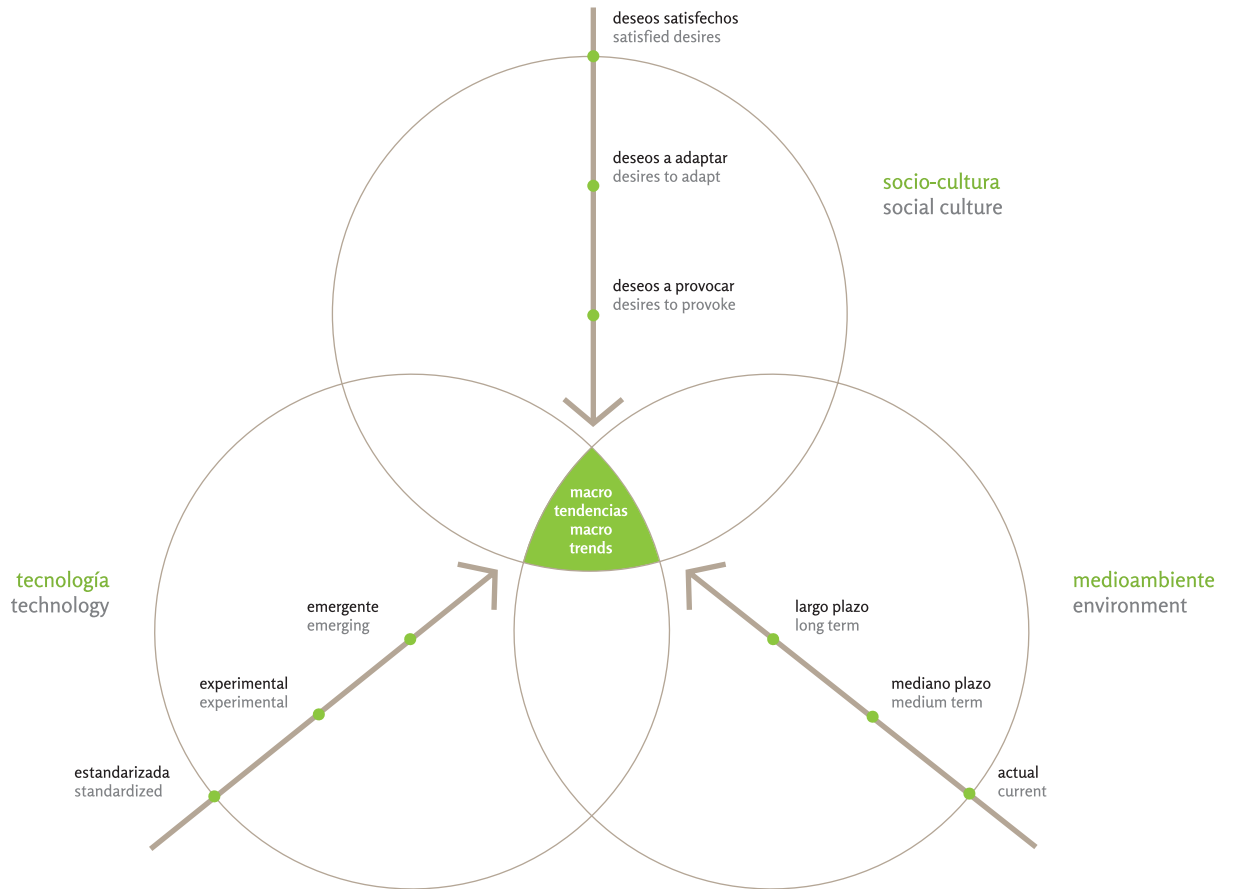 deseos satisfechos
satisfied desires
deseos a adaptar
desires to adapt
socio-cultura
social culture
deseos a provocar
desires to provoke
macro
tendencias
macro
trends
tecnología
technology
medioambiente
environment
emergente
emerging
largo plazo
long term
experimental
experimental
mediano plazo
medium term
estandarizada
standardized
actual
current